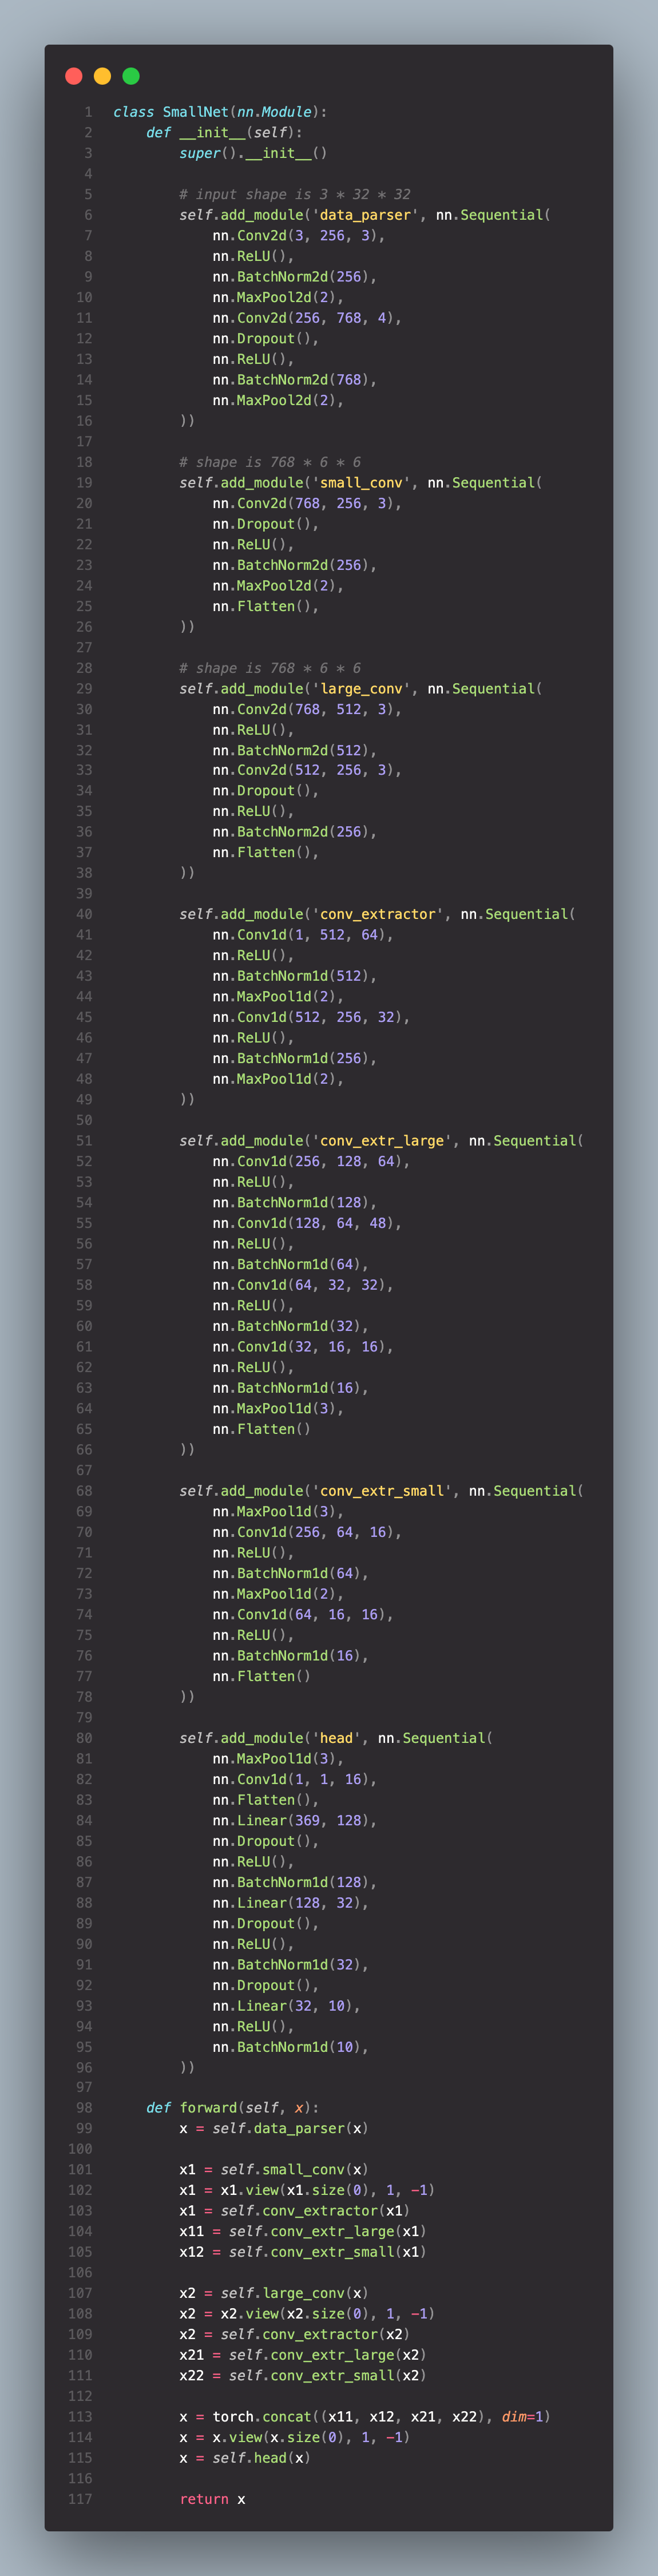 1 class SmallNet(nn.Module):
2     def __init__(self):
3         super().__init__()
4
5         # input shape is 3 * 32 * 32
6         self.add_module('data_parser', nn.Sequential(
7             nn.Conv2d(3, 256, 3),
8             nn.ReLU(),
9             nn.BatchNorm2d(256),
10             nn.MaxPool2d(2),
11             nn.Conv2d(256, 768, 4),
12             nn.Dropout(),
13             nn.ReLU(),
14             nn.BatchNorm2d(768),
15             nn.MaxPool2d(2),
16         ))
17
18         # shape is 768 * 6 * 6
19         self.add_module('small_conv', nn.Sequential(
20             nn.Conv2d(768, 256, 3),
21             nn.Dropout(),
22             nn.ReLU(),
23             nn.BatchNorm2d(256),
24             nn.MaxPool2d(2),
25             nn.Flatten(),
26         ))
27
28         # shape is 768 * 6 * 6
29         self.add_module('large_conv', nn.Sequential(
30             nn.Conv2d(768, 512, 3),
31             nn.ReLU(),
32             nn.BatchNorm2d(512),
33             nn.Conv2d(512, 256, 3),
34             nn.Dropout(),
35             nn.ReLU(),
36             nn.BatchNorm2d(256),
37             nn.Flatten(),
38         ))
39
40         self.add_module('conv_extractor', nn.Sequential(
41             nn.Conv1d(1, 512, 64),
42             nn.ReLU(),
43             nn.BatchNorm1d(512),
44             nn.MaxPool1d(2),
45             nn.Conv1d(512, 256, 32),
46             nn.ReLU(),
47             nn.BatchNorm1d(256),
48             nn.MaxPool1d(2),
49         ))
50
51         self.add_module('conv_extr_large', nn.Sequential(
52             nn.Conv1d(256, 128, 64),
53             nn.ReLU(),
54             nn.BatchNorm1d(128),
55             nn.Conv1d(128, 64, 48),
56             nn.ReLU(),
57             nn.BatchNorm1d(64),
58             nn.Conv1d(64, 32, 32),
59             nn.ReLU(),
60             nn.BatchNorm1d(32),
61             nn.Conv1d(32, 16, 16),
62             nn.ReLU(),
63             nn.BatchNorm1d(16),
64             nn.MaxPool1d(3),
65             nn.Flatten()
66         ))
67
68         self.add_module('conv_extr_small', nn.Sequential(
69             nn.MaxPool1d(3),
70             nn.Conv1d(256, 64, 16),
71             nn.ReLU(),
72             nn.BatchNorm1d(64),
73             nn.MaxPool1d(2),
74             nn.Conv1d(64, 16, 16),
75             nn.ReLU(),
76             nn.BatchNorm1d(16),
77             nn.Flatten()
78         ))
79
80         self.add_module('head', nn.Sequential(
81             nn.MaxPool1d(3),
82             nn.Conv1d(1, 1, 16),
83             nn.Flatten(),
84             nn.Linear(369, 128),
85             nn.Dropout(),
86             nn.ReLU(),
87             nn.BatchNorm1d(128),
88             nn.Linear(128, 32),
89             nn.Dropout(),
90             nn.ReLU(),
91             nn.BatchNorm1d(32),
92             nn.Dropout(),
93             nn.Linear(32, 10),
94             nn.ReLU(),
95             nn.BatchNorm1d(10),
96         ))
97
98     def forward(self, x):
99         x = self.data_parser(x)
100
101         x1 = self.small_conv(x)
102         x1 = x1.view(x1.size(0), 1, -1)
103         x1 = self.conv_extractor(x1)
104         x11 = self.conv_extr_large(x1)
105         x12 = self.conv_extr_small(x1)
106
107         x2 = self.large_conv(x)
108         x2 = x2.view(x2.size(0), 1, -1)
109         x2 = self.conv_extractor(x2)
110         x21 = self.conv_extr_large(x2)
111         x22 = self.conv_extr_small(x2)
112
113         x = torch.concat((x11, x12, x21, x22), dim=1)
114         x = x.view(x.size(0), 1, -1)
115         x = self.head(x)
116
117         return x